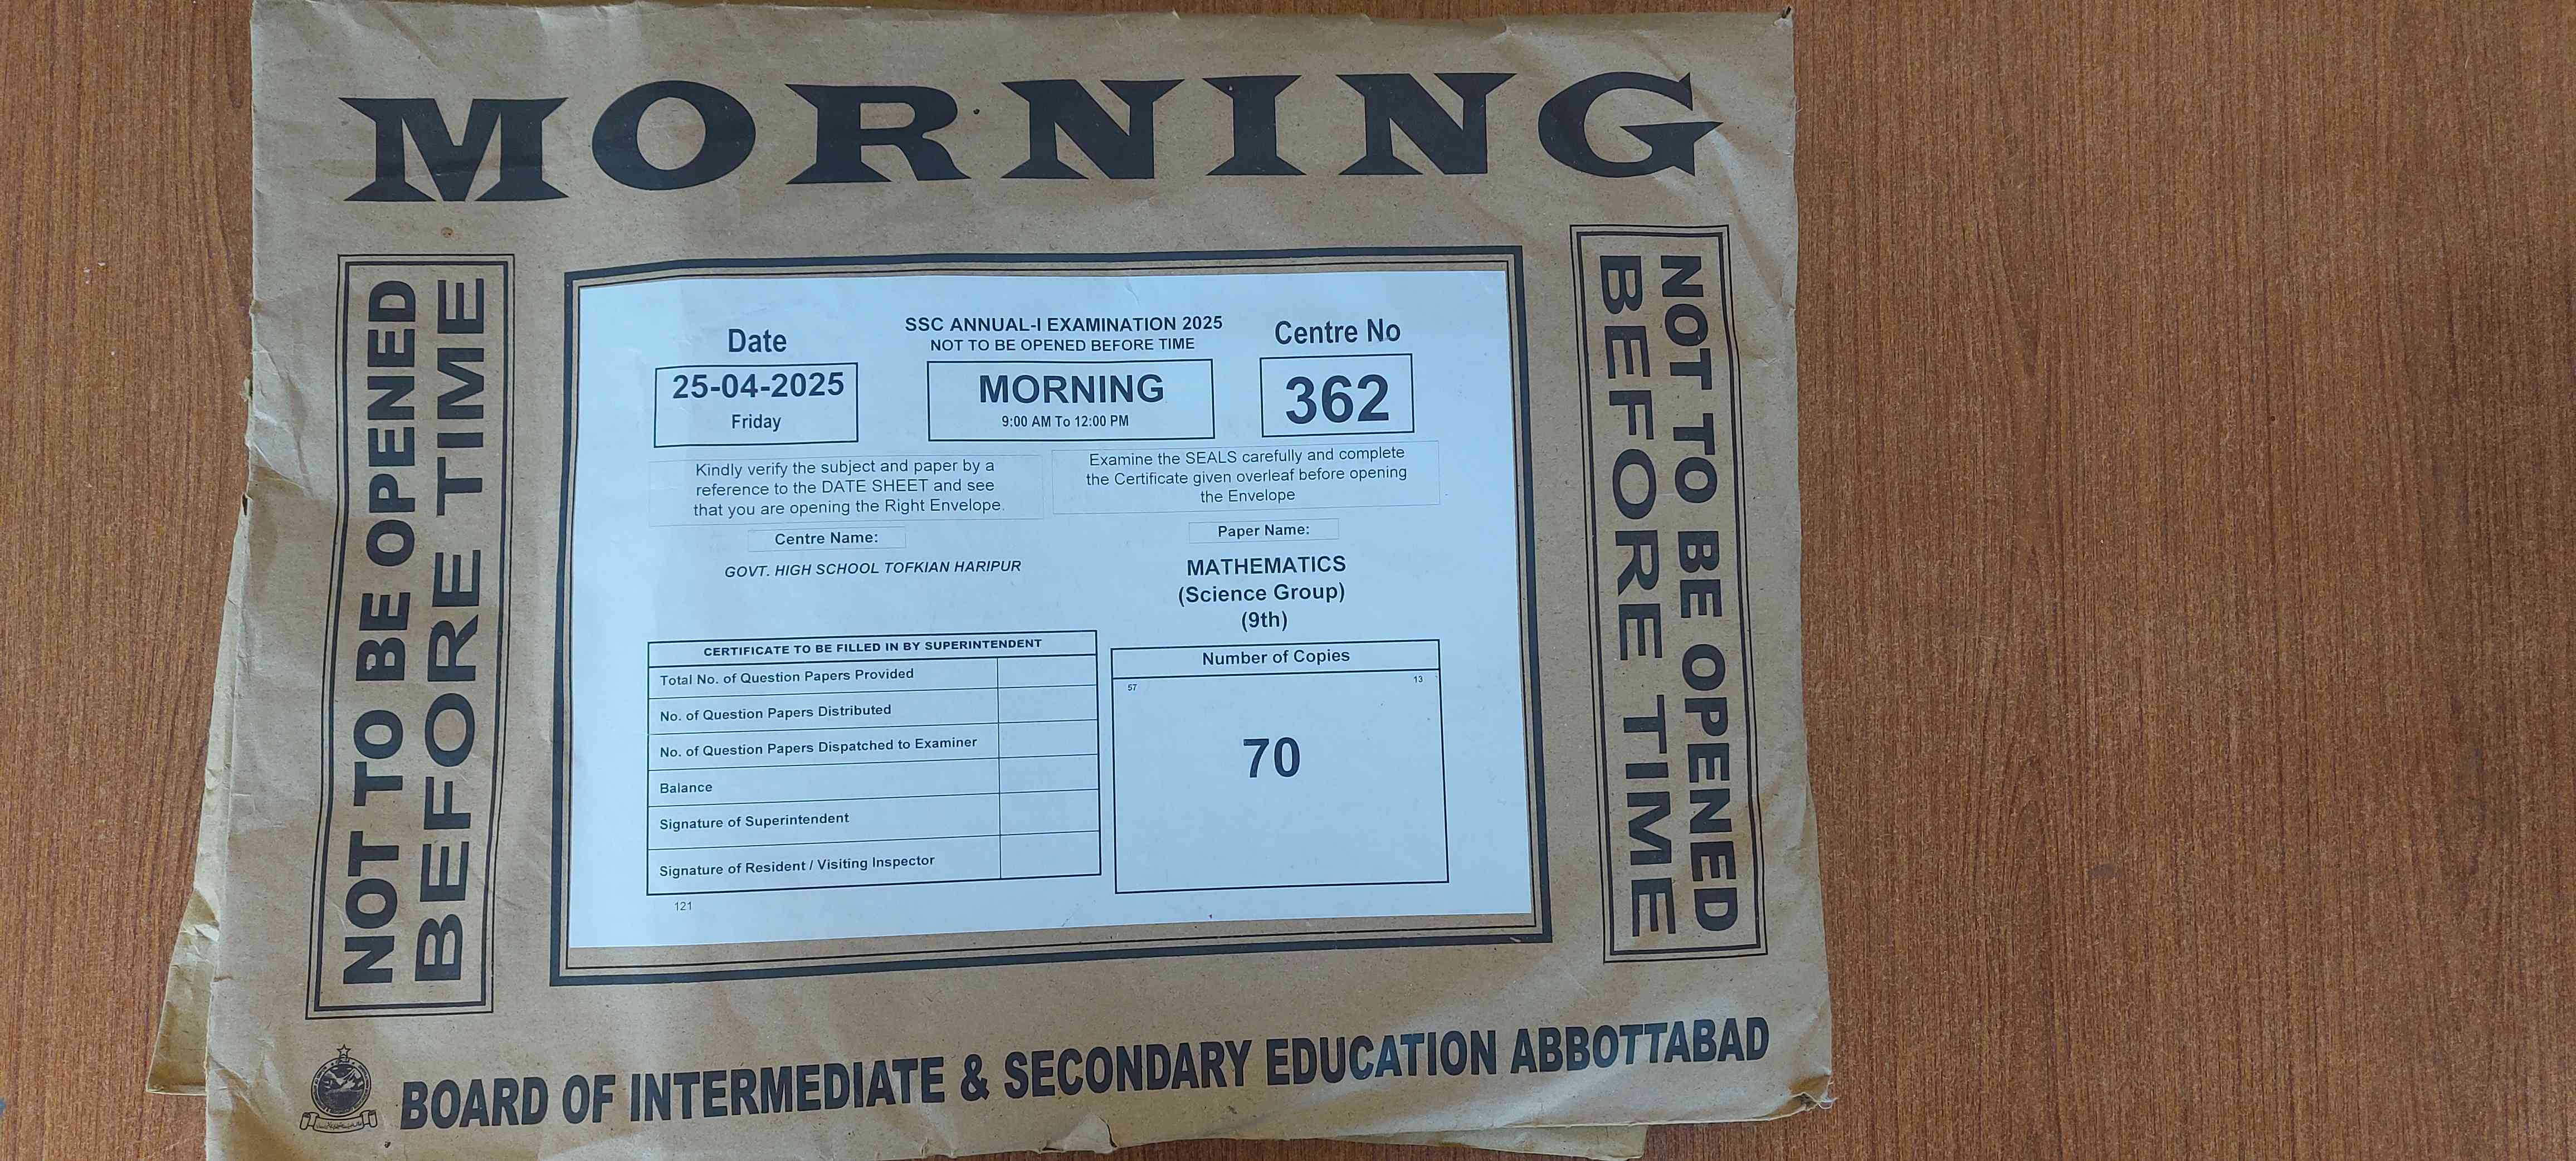 MORNING
NOT TO BE OPENED
BEFORE TIME
Date
25-04-2025
Friday
SSC ANNUAL-I EXAMINATION 2025
NOT TO BE OPENED BEFORE TIME
MORNING
9:00 AM To 12:00 PM
Centre No
362
Kindly verify the subject and paper by a
reference to the DATE SHEET and see
that you are opening the Right Envelope.
Examine the SEALS carefully and complete
the Certificate given overleaf before opening
the Envelope
Centre Name:
GOVT. HIGH SCHOOL TOFKIAN HARIPUR
Paper Name:
MATHEMATICS
(Science Group)
(9th)
CERTIFICATE TO BE FILLED IN BY SUPERINTENDENT
Total No. of Question Papers Provided
No. of Question Papers Distributed
No. of Question Papers Dispatched to Examiner
Balance
Signature of Superintendent
Signature of Resident / Visiting Inspector
121
Number of Copies
57 13
70
NOT TO BE OPENED
BEFORE TIME
BOARD OF INTERMEDIATE & SECONDARY EDUCATION ABBOTTABAD